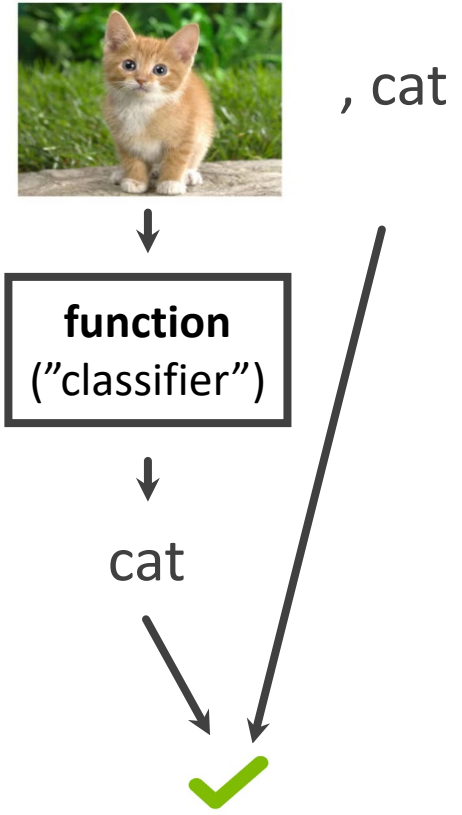 , cat
function
(”classifier”)
cat